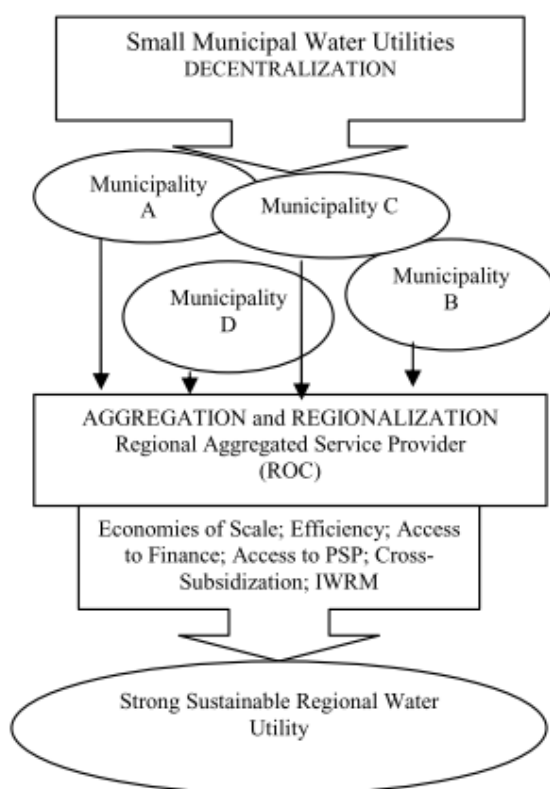 Small Municipal Water Utilities
DECENTRALIZATION
Municipality
A
Municipality C
Municipality
B
Municipality
D
AGGREGATION and REGIONALIZATION
Regional Aggregated Service Provider
(ROC)
Economies of Scale; Efficiency; Access
to Finance; Access to PSP; Cross-
Subsidization; IWRM
Strong Sustainable Regional Water
Utility